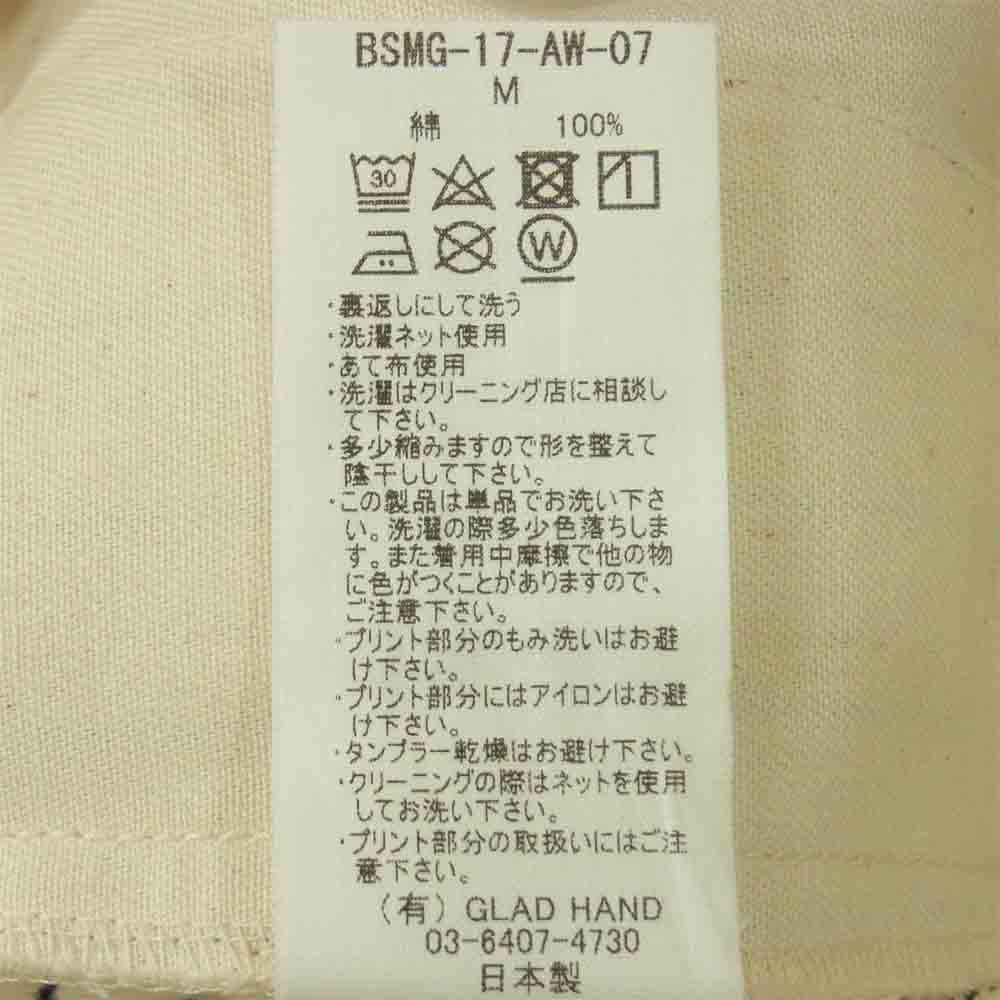 BSMG-17-AW-07
M
綿 100%
30
W
・裏返しにして洗う
・洗濯ネット使用
・あて布使用
・洗濯はクリーニング店に相談し
て下さい。
・多少縮みますので形を整えて
陰干しして下さい。
・この製品は単品でお洗い下さ
い。洗濯の際多少色落ちしま
す。また着用中摩擦で他の物
に色がつくことがありますので、
ご注意下さい。
・プリント部分のもみ洗いはお避
け下さい。
・プリント部分にはアイロンはお避
け下さい。
・タンブラー乾燥はお避け下さい。
・クリーニングの際はネットを使用
してお洗い下さい。
・プリント部分の取扱いにはご注
意下さい。
（有）GLAD HAND
03-6407-4730
日本製